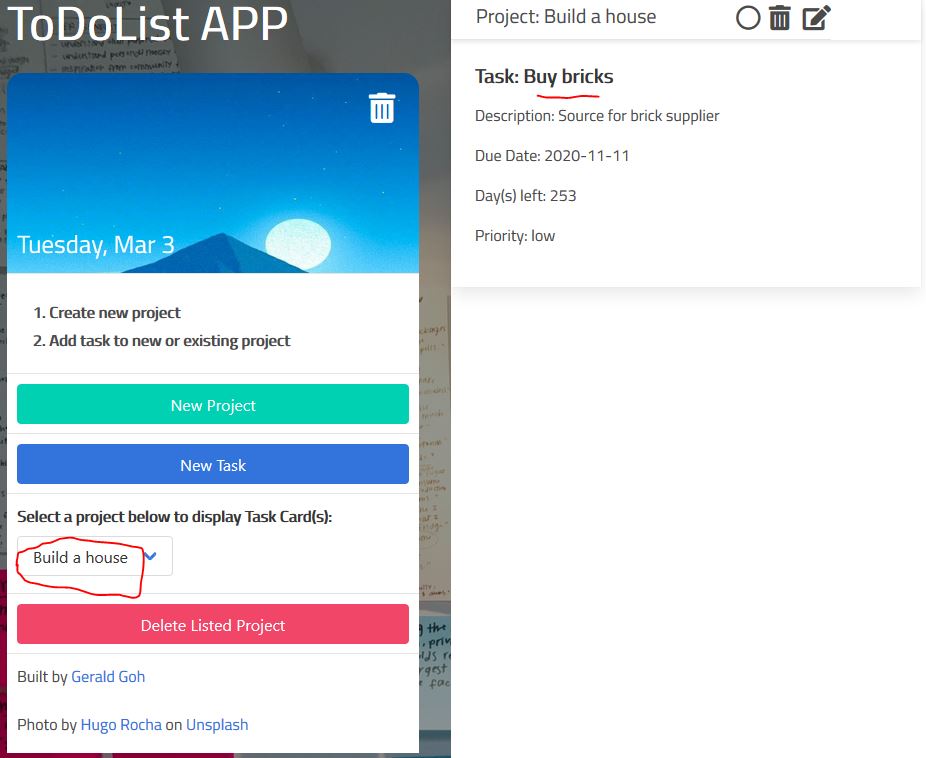 ToDoList APP
Tuesday, Mar 3
1. Create new project
2. Add task to new or existing project
New Project
New Task
Select a project below to display Task Card(s):
Build a house
Delete Listed Project
Built by Gerald Goh
Photo by Hugo Rocha on Unsplash
Project: Build a house
Task: Buy bricks
Description: Source for brick supplier
Due Date: 2020-11-11
Day(s) left: 253
Priority: low